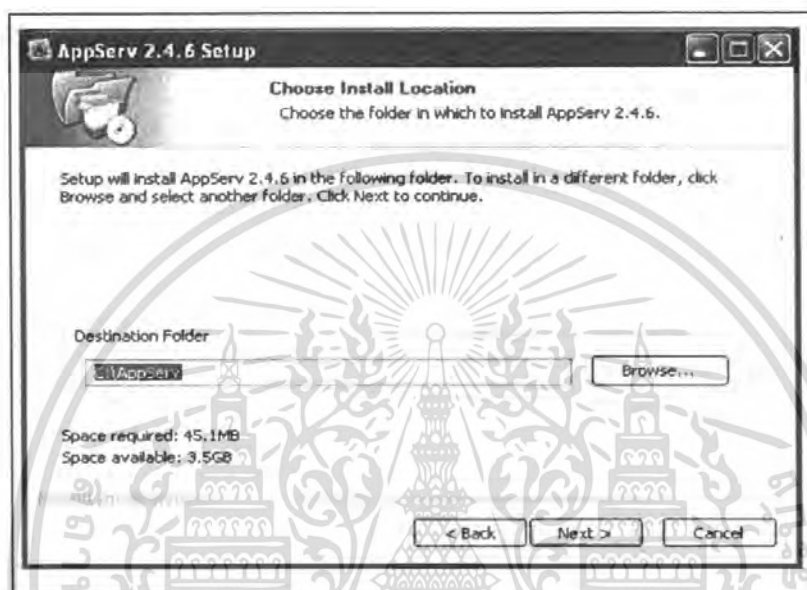 AppServ 2.4.6 Setup
Choose Install Location
Choose the folder in which to install AppServ 2.4.6.
Setup will install AppServ 2.4.6 in the following folder. To install in a different folder, click
Browse and select another folder. Click Next to continue.
Destination Folder
C:\AppServ
Browse...
Space required: 45.1MB
Space available: 3.5GB
< Back
Next >
Cancel